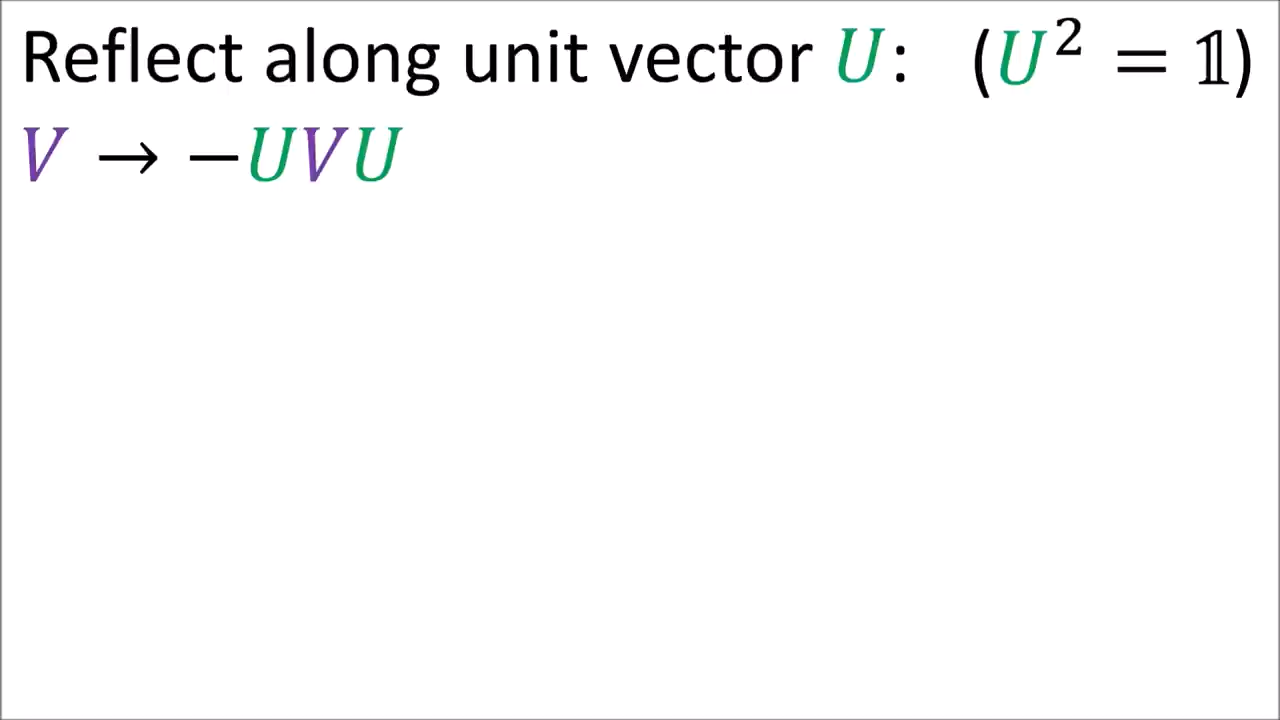 Reflect along unit vector U: (U² = 𝟙)
V → −UVU